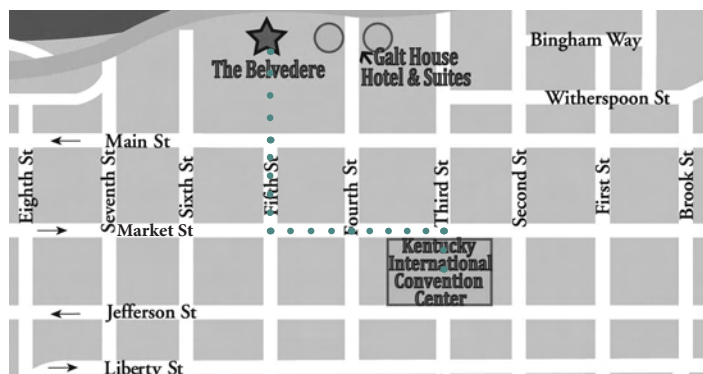 Bingham Way
The Belvedere
Galt House
Hotel & Suites
Witherspoon St
Main St
Eighth St
Seventh St
Sixth St
Fifth St
Fourth St
Third St
Second St
First St
Brook St
Market St
Kentucky
International
Convention
Center
Jefferson St
Liberty St